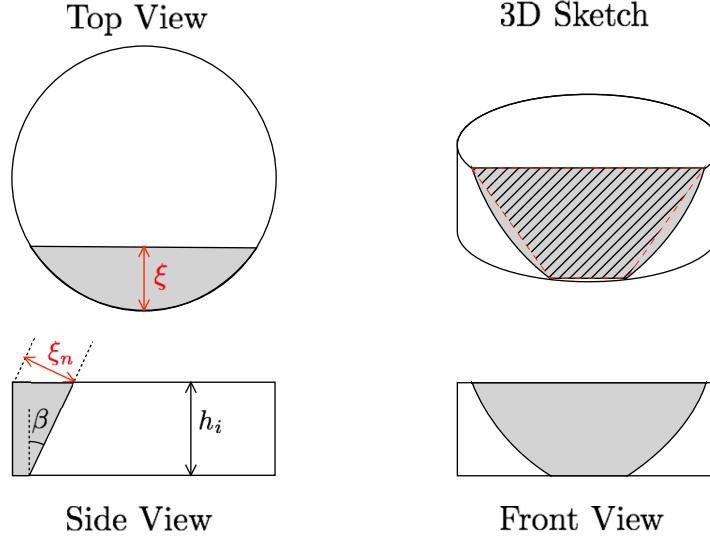 Top View
3D Sketch
ξ
ξₙ
β
hᵢ
Side View
Front View